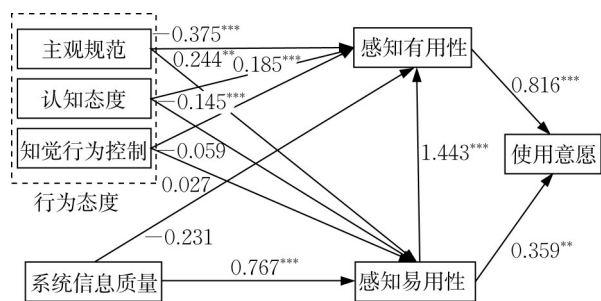 主观规范
认知态度
知觉行为控制
行为态度
系统信息质量
感知有用性
感知易用性
使用意愿
−0.375***
0.244**
0.185***
−0.145***
−0.059
0.027
−0.231
0.767***
1.443***
0.816***
0.359**